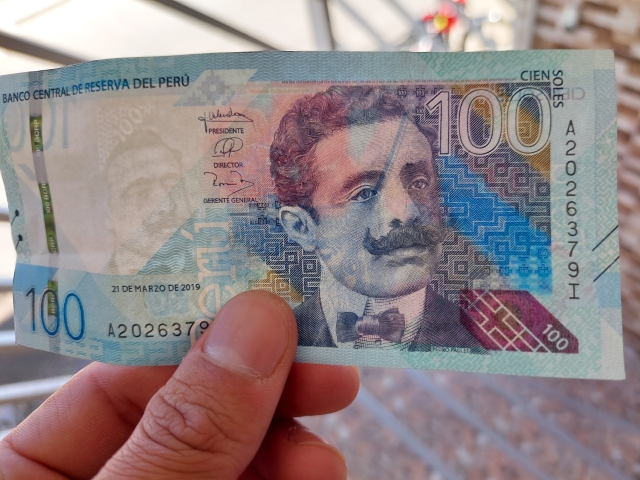 BANCO CENTRAL DE RESERVA DEL PERÚ
CIEN
SOLES
100
PRESIDENTE
DIRECTOR
GERENTE GENERAL
A2026379I
Perú
21 DE MARZO DE 2019
100
A2026379
100